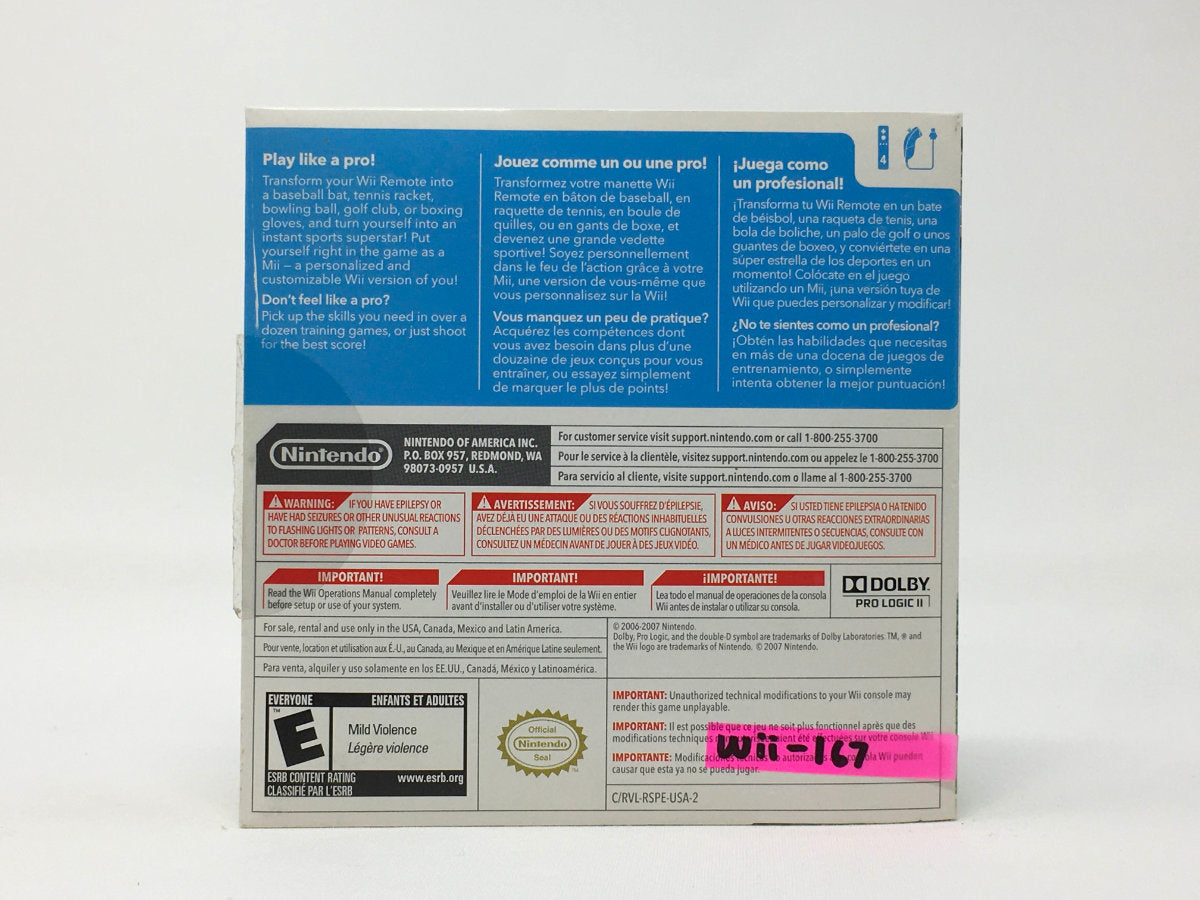 4
Play like a pro!
Transform your Wii Remote into
a baseball bat, tennis racket,
bowling ball, golf club, or boxing
gloves, and turn yourself into an
instant sports superstar! Put
yourself right in the game as a
Mii – a personalized and
customizable Wii version of you!
Don't feel like a pro?
Pick up the skills you need in over a
dozen training games, or just shoot
for the best score!
Jouez comme un ou une pro!
Transformez votre manette Wii
Remote en bâton de baseball, en
raquette de tennis, en boule de
quilles, ou en gants de boxe, et
devenez une grande vedette
sportive! Soyez personnellement
dans le feu de l'action grâce à votre
Mii, une version de vous-même que
vous personnalisez sur la Wii!
Vous manquez un peu de pratique?
Acquérez les compétences dont
vous avez besoin dans plus d'une
douzaine de jeux conçus pour vous
entraîner, ou essayez simplement
de marquer le plus de points!
¡Juega como
un profesional!
¡Transforma tu Wii Remote en un bate
de béisbol, una raqueta de tenis, una
bola de boliche, un palo de golf o unos
guantes de boxeo, y conviértete en una
súper estrella de los deportes en un
momento! Colócate en el juego
utilizando un Mii, ¡una versión tuya de
Wii que puedes personalizar y modificar!
¿No te sientes como un profesional?
¡Obtén las habilidades que necesitas
en más de una docena de juegos de
entrenamiento, o simplemente
intenta obtener la mejor puntuación!
Nintendo®
NINTENDO OF AMERICA INC.
P.O. BOX 957, REDMOND, WA
98073-0957 U.S.A.
For customer service visit support.nintendo.com or call 1-800-255-3700
Pour le service à la clientèle, visitez support.nintendo.com ou appelez le 1-800-255-3700
Para servicio al cliente, visite support.nintendo.com o llame al 1-800-255-3700
WARNING: IF YOU HAVE EPILEPSY OR
HAVE HAD SEIZURES OR OTHER UNUSUAL REACTIONS
TO FLASHING LIGHTS OR PATTERNS, CONSULT A
DOCTOR BEFORE PLAYING VIDEO GAMES.
AVERTISSEMENT: SI VOUS SOUFFREZ D'ÉPILEPSIE,
AVEZ DÉJÀ EU UNE ATTAQUE OU DES RÉACTIONS INHABITUELLES
DÉCLENCHÉES PAR DES LUMIÈRES OU DES MOTIFS CLIGNOTANTS,
CONSULTEZ UN MÉDECIN AVANT DE JOUER À DES JEUX VIDÉO.
AVISO: SI USTED TIENE EPILEPSIA O HA TENIDO
CONVULSIONES U OTRAS REACCIONES EXTRAORDINARIAS
A LUCES INTERMITENTES O SECUENCIAS, CONSULTE CON
UN MÉDICO ANTES DE JUGAR VIDEOJUEGOS.
IMPORTANT!
Read the Wii Operations Manual completely
before setup or use of your system.
IMPORTANT!
Veuillez lire le Mode d'emploi de la Wii en entier
avant d'installer ou d'utiliser votre système.
¡IMPORTANTE!
Lea todo el manual de operaciones de la consola
Wii antes de instalar o utilizar su consola.
DOLBY®
PRO LOGIC II
For sale, rental and use only in the USA, Canada, Mexico and Latin America.
Pour vente, location et utilisation aux É.-U., au Canada, au Mexique et en Amérique Latine seulement.
Para venta, alquiler y uso solamente en los EE.UU., Canadá, México y Latinoamérica.
© 2006-2007 Nintendo.
Dolby, Pro Logic, and the double-D symbol are trademarks of Dolby Laboratories. TM, ® and
the Wii logo are trademarks of Nintendo. © 2007 Nintendo.
EVERYONE ENFANTS ET ADULTES
E
TM
Mild Violence
Légère violence
ESRB CONTENT RATING www.esrb.org
CLASSIFIÉ PAR L'ESRB
Official
Nintendo
Seal
TM
IMPORTANT: Unauthorized technical modifications to your Wii console may
render this game unplayable.
IMPORTANT: Il est possible que ce jeu ne soit plus fonctionnel après que des
modifications techniques été effectuées sur votre console Wii
IMPORTANTE: Wii pueden
causar que esta ya no se pueda jugar.
Wii-167
C/RVL-RSPE-USA-2